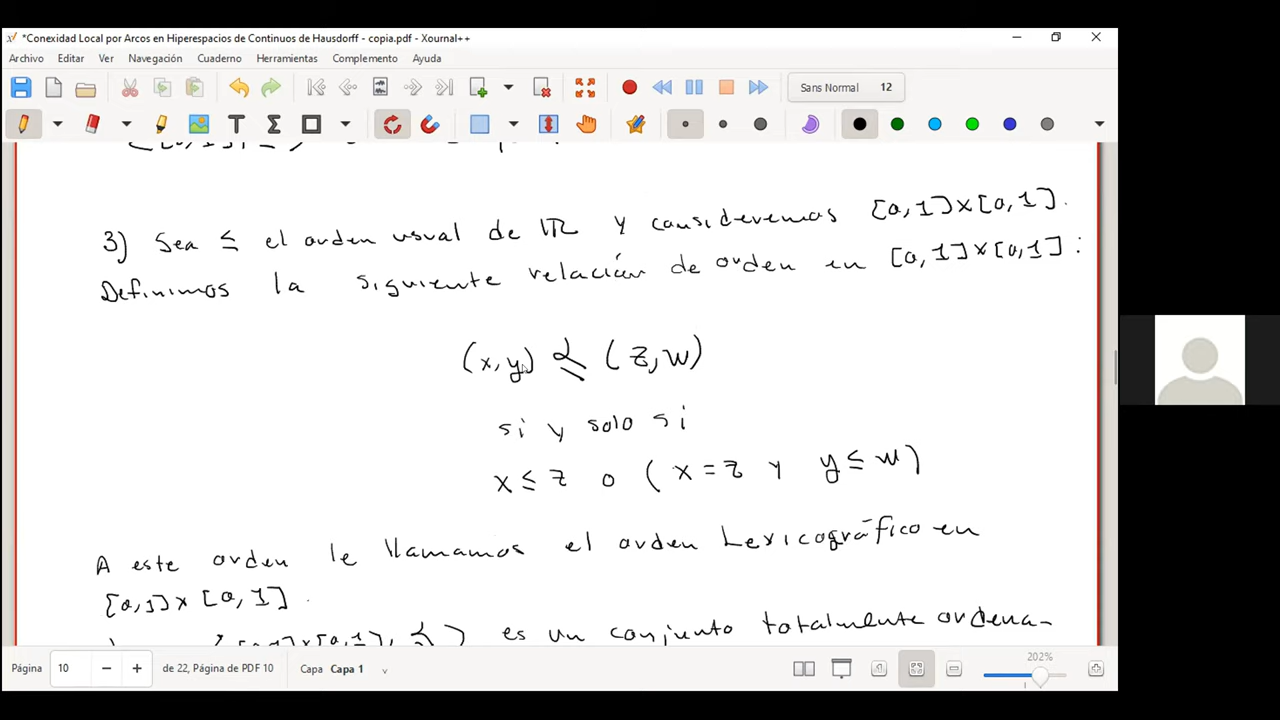 *Conexidad Local por Arcos en Hiperespacios de Continuos de Hausdorff - copia.pdf - Xournal++
Archivo Editar Ver Navegación Cuaderno Herramientas Complemento Ayuda
Sans Normal 12
3) Sea ≤ el orden usual de ℝ y consideremos [0,1]×[0,1].
Definimos la siguiente relación de orden en [0,1]×[0,1]:
(x,y) ⪯ (z,w)
si y solo si
x ≤ z o (x = z y y ≤ w)
A este orden le llamamos el orden Lexicográfico en
[0,1]×[0,1].
es un conjunto totalmente ordena-
Página 10 de 22, Página de PDF 10 Capa Capa 1 202%